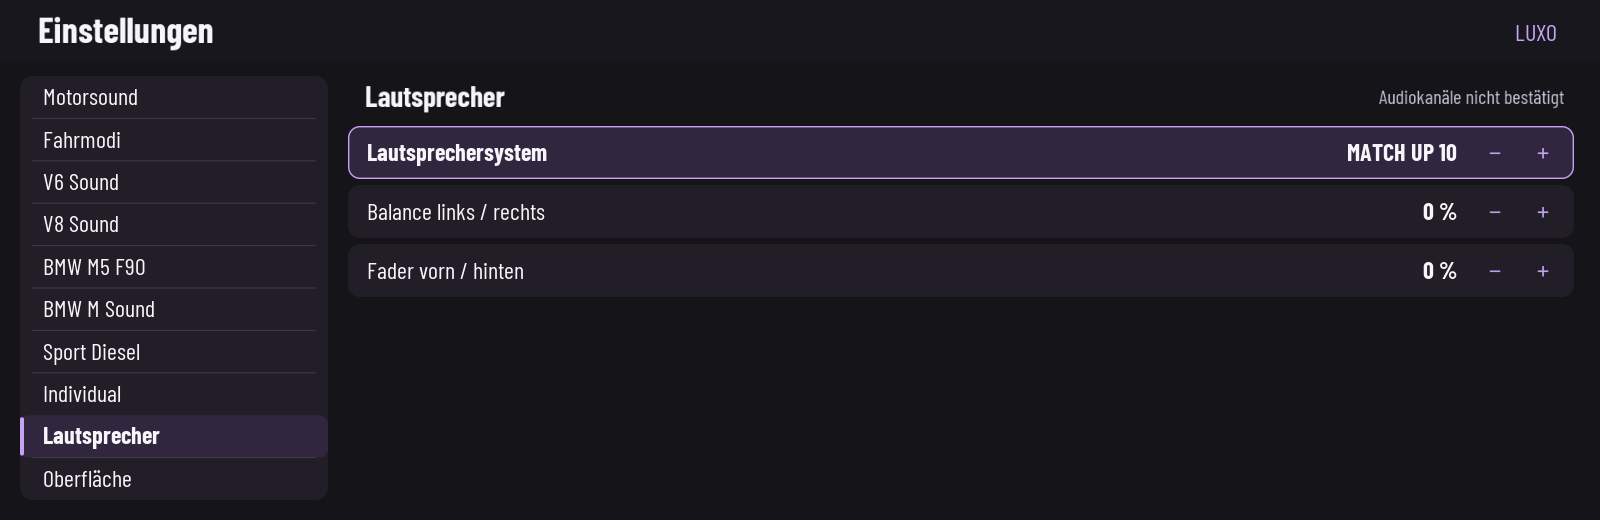 Einstellungen
LUXO
Motorsound
Fahrmodi
V6 Sound
V8 Sound
BMW M5 F90
BMW M Sound
Sport Diesel
Individual
Lautsprecher
Oberfläche
Lautsprecher
Audiokanäle nicht bestätigt
Lautsprechersystem MATCH UP 10 − +
Balance links / rechts 0 % − +
Fader vorn / hinten 0 % − +